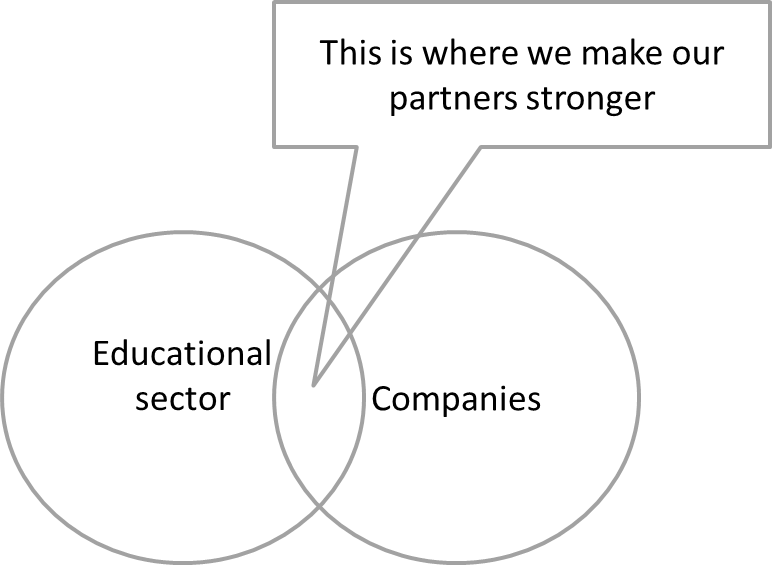 This is where we make our
partners stronger
Educational
sector
Companies